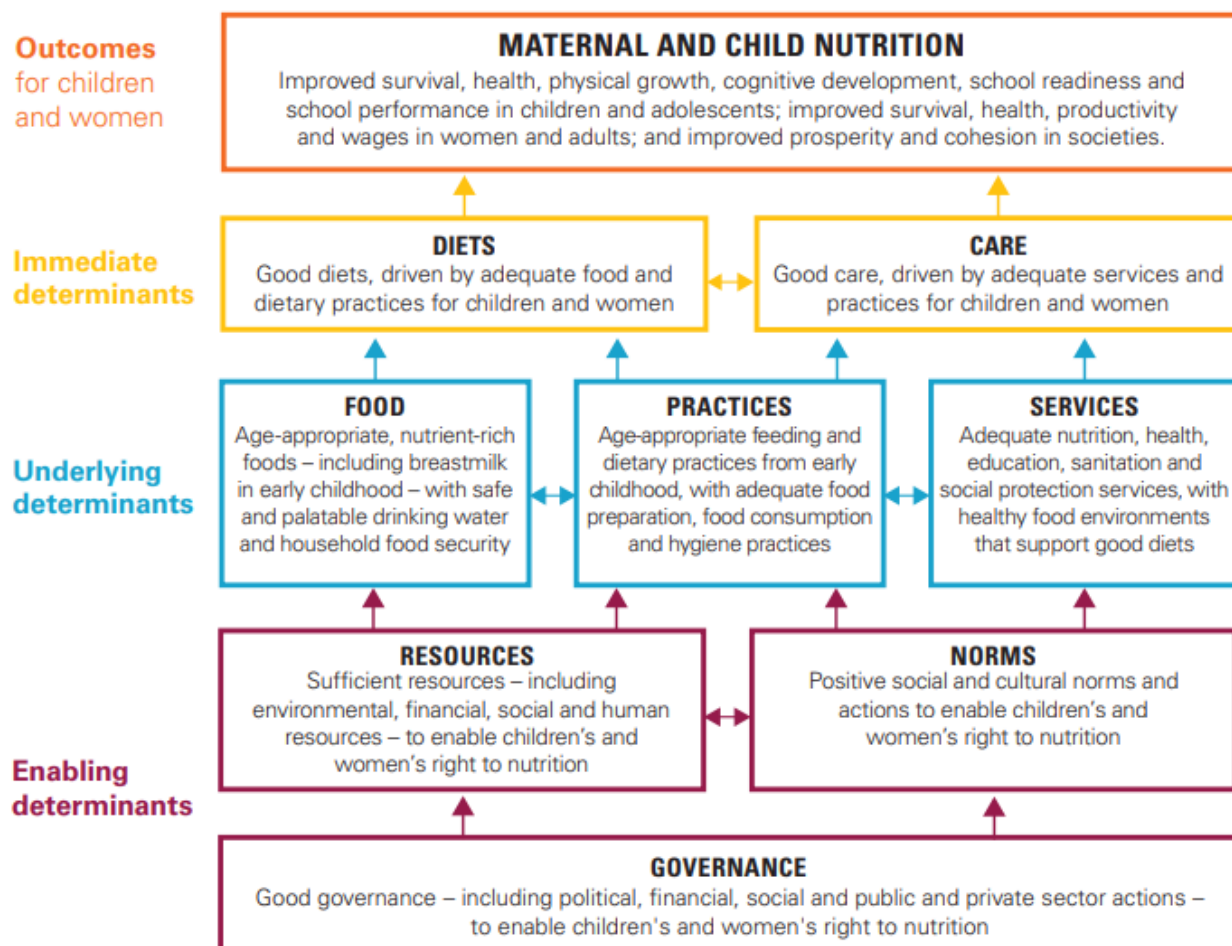 Outcomes
for children
and women
MATERNAL AND CHILD NUTRITION
Improved survival, health, physical growth, cognitive development, school readiness and
school performance in children and adolescents; improved survival, health, productivity
and wages in women and adults; and improved prosperity and cohesion in societies.
Immediate
determinants
DIETS
Good diets, driven by adequate food and
dietary practices for children and women
CARE
Good care, driven by adequate services and
practices for children and women
Underlying
determinants
FOOD
Age-appropriate, nutrient-rich
foods – including breastmilk
in early childhood – with safe
and palatable drinking water
and household food security
PRACTICES
Age-appropriate feeding and
dietary practices from early
childhood, with adequate food
preparation, food consumption
and hygiene practices
SERVICES
Adequate nutrition, health,
education, sanitation and
social protection services, with
healthy food environments
that support good diets
Enabling
determinants
RESOURCES
Sufficient resources – including
environmental, financial, social and human
resources – to enable children’s and
women’s right to nutrition
NORMS
Positive social and cultural norms and
actions to enable children’s and
women’s right to nutrition
GOVERNANCE
Good governance – including political, financial, social and public and private sector actions –
to enable children's and women's right to nutrition